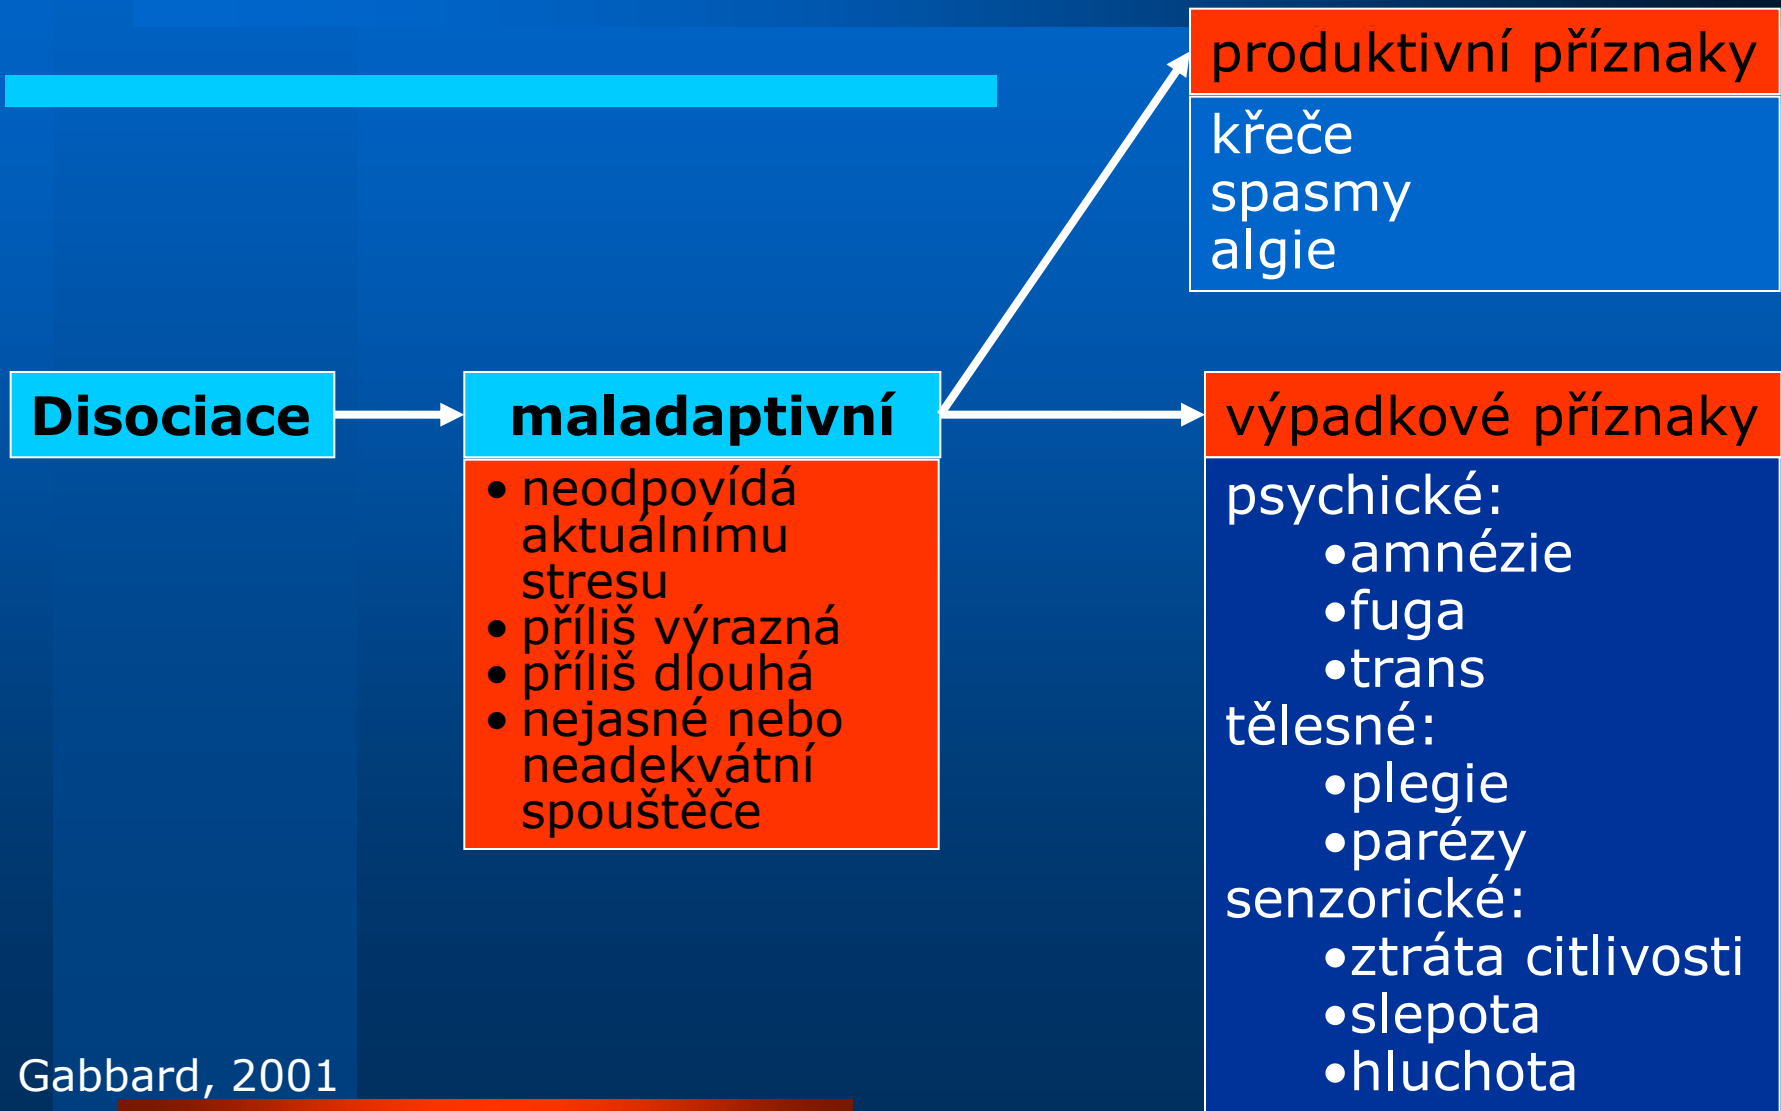 produktivní příznaky
křeče
spasmy
algie
Disociace
maladaptivní
• neodpovídá
aktuálnímu
stresu
• příliš výrazná
• příliš dlouhá
• nejasné nebo
neadekvátní
spouštěče
výpadkové příznaky
psychické:
•amnézie
•fuga
•trans
tělesné:
•plegie
•parézy
senzorické:
•ztráta citlivosti
•slepota
•hluchota
Gabbard, 2001